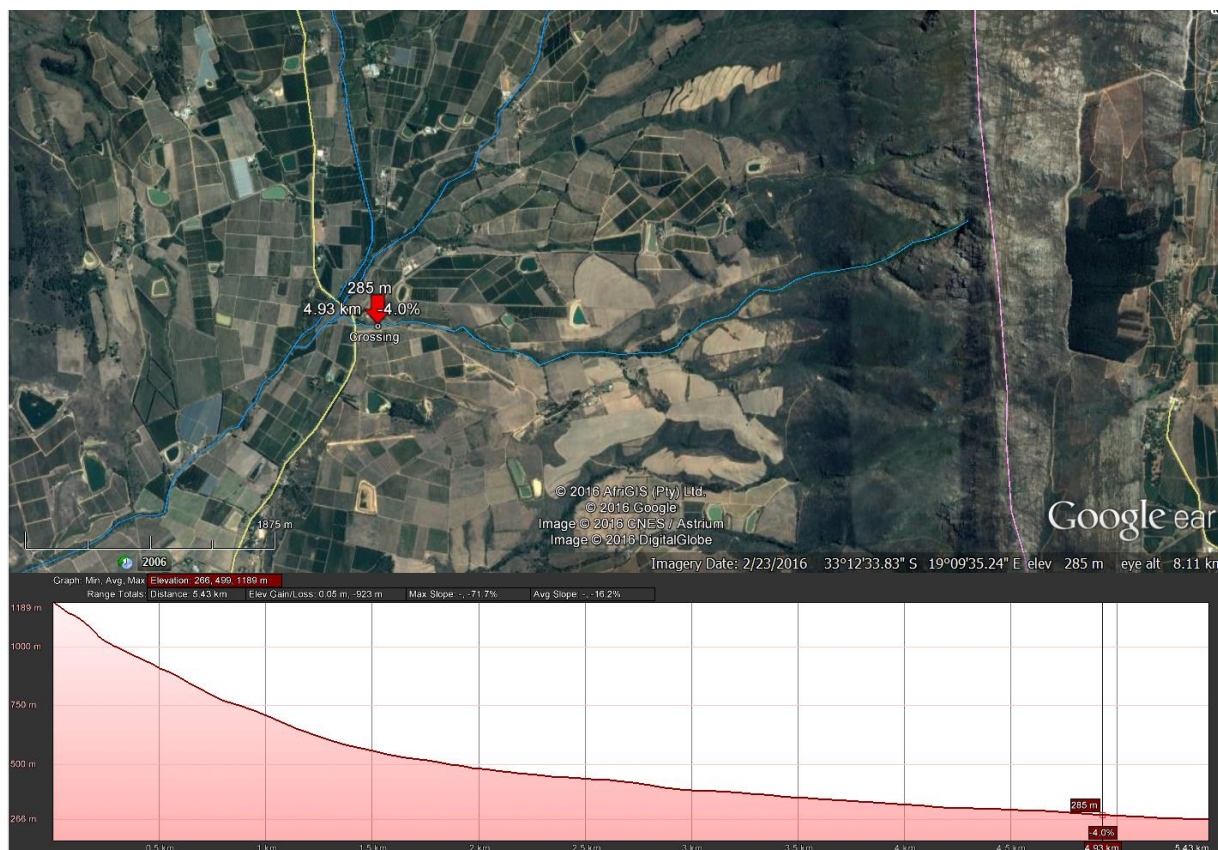 285 m
4.93 km -4.0%
Crossing
© 2016 AfriGIS (Pty) Ltd.
© 2016 Google
Image © 2016 CNES / Astrium
Image © 2016 DigitalGlobe
Google ear
1875 m
2006
Imagery Date: 2/23/2016 33°12'33.83" S 19°09'35.24" E elev 285 m eye alt 8.11 km
Graph: Min, Avg, Max Elevation: 266, 499, 1189 m
Range Totals: Distance: 5.43 km Elev Gain/Loss: 0.05 m, -923 m Max Slope: -, -71.7% Avg Slope: -, -16.2%
1189 m
1000 m
750 m
500 m
266 m
285 m
-4.0%
0.5 km 1 km 1.5 km 2 km 2.5 km 3 km 3.5 km 4 km 4.5 km 4.93 km 5.43 km